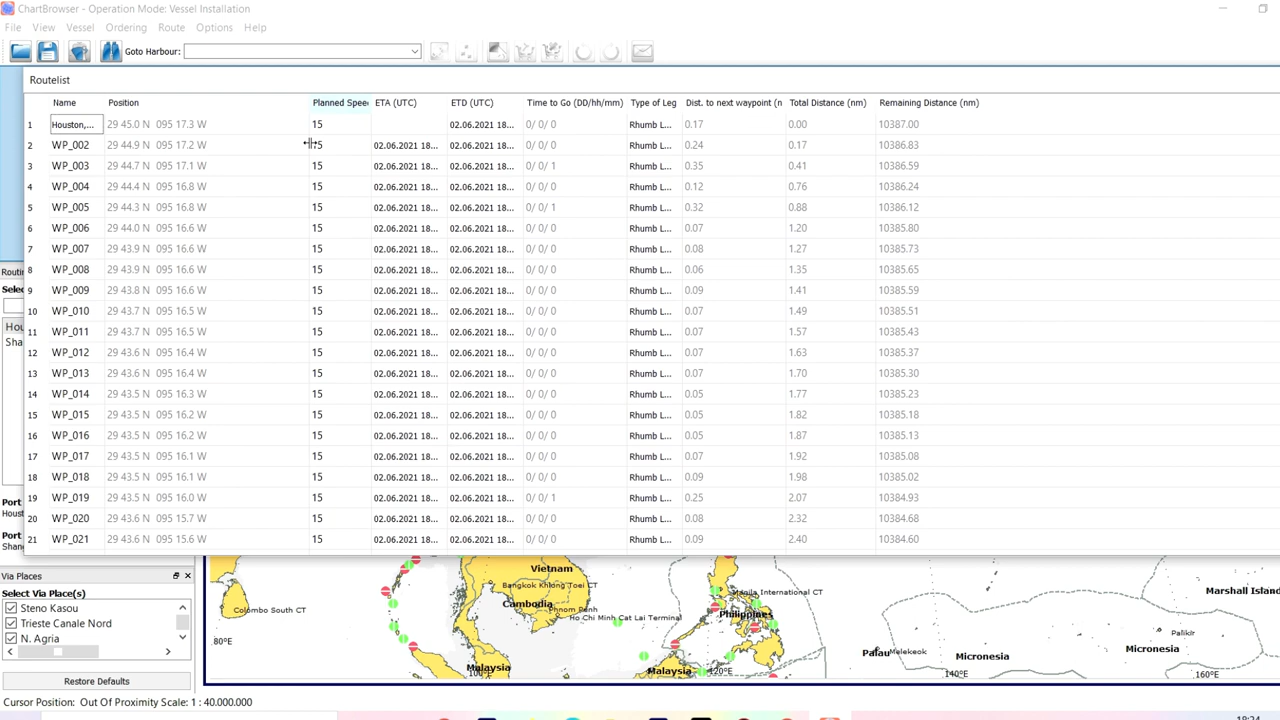 ChartBrowser - Operation Mode: Vessel Installation
File View Vessel Ordering Route Options Help
Goto Harbour:
Routelist
Name Position Planned Spee ETA (UTC) ETD (UTC) Time to Go (DD/hh/mm) Type of Leg Dist. to next waypoint (n Total Distance (nm) Remaining Distance (nm)
1 Houston,... 29 45.0 N 095 17.3 W 15 02.06.2021 18... 0/ 0/ 0 Rhumb L... 0.17 0.00 10387.00
2 WP_002 29 44.9 N 095 17.2 W 15 02.06.2021 18... 02.06.2021 18... 0/ 0/ 0 Rhumb L... 0.24 0.17 10386.83
3 WP_003 29 44.7 N 095 17.1 W 15 02.06.2021 18... 02.06.2021 18... 0/ 0/ 1 Rhumb L... 0.35 0.41 10386.59
4 WP_004 29 44.4 N 095 16.8 W 15 02.06.2021 18... 02.06.2021 18... 0/ 0/ 0 Rhumb L... 0.12 0.76 10386.24
5 WP_005 29 44.3 N 095 16.8 W 15 02.06.2021 18... 02.06.2021 18... 0/ 0/ 1 Rhumb L... 0.32 0.88 10386.12
6 WP_006 29 44.0 N 095 16.6 W 15 02.06.2021 18... 02.06.2021 18... 0/ 0/ 0 Rhumb L... 0.07 1.20 10385.80
7 WP_007 29 43.9 N 095 16.6 W 15 02.06.2021 18... 02.06.2021 18... 0/ 0/ 0 Rhumb L... 0.08 1.27 10385.73
8 WP_008 29 43.9 N 095 16.6 W 15 02.06.2021 18... 02.06.2021 18... 0/ 0/ 0 Rhumb L... 0.06 1.35 10385.65
9 WP_009 29 43.8 N 095 16.6 W 15 02.06.2021 18... 02.06.2021 18... 0/ 0/ 0 Rhumb L... 0.09 1.41 10385.59
10 WP_010 29 43.7 N 095 16.5 W 15 02.06.2021 18... 02.06.2021 18... 0/ 0/ 0 Rhumb L... 0.07 1.49 10385.51
11 WP_011 29 43.7 N 095 16.5 W 15 02.06.2021 18... 02.06.2021 18... 0/ 0/ 0 Rhumb L... 0.07 1.57 10385.43
12 WP_012 29 43.6 N 095 16.4 W 15 02.06.2021 18... 02.06.2021 18... 0/ 0/ 0 Rhumb L... 0.07 1.63 10385.37
13 WP_013 29 43.6 N 095 16.4 W 15 02.06.2021 18... 02.06.2021 18... 0/ 0/ 0 Rhumb L... 0.07 1.70 10385.30
14 WP_014 29 43.5 N 095 16.3 W 15 02.06.2021 18... 02.06.2021 18... 0/ 0/ 0 Rhumb L... 0.05 1.77 10385.23
15 WP_015 29 43.5 N 095 16.2 W 15 02.06.2021 18... 02.06.2021 18... 0/ 0/ 0 Rhumb L... 0.05 1.82 10385.18
16 WP_016 29 43.5 N 095 16.2 W 15 02.06.2021 18... 02.06.2021 18... 0/ 0/ 0 Rhumb L... 0.05 1.87 10385.13
17 WP_017 29 43.5 N 095 16.1 W 15 02.06.2021 18... 02.06.2021 18... 0/ 0/ 0 Rhumb L... 0.07 1.92 10385.08
18 WP_018 29 43.5 N 095 16.1 W 15 02.06.2021 18... 02.06.2021 18... 0/ 0/ 0 Rhumb L... 0.09 1.98 10385.02
19 WP_019 29 43.5 N 095 16.0 W 15 02.06.2021 18... 02.06.2021 18... 0/ 0/ 1 Rhumb L... 0.25 2.07 10384.93
20 WP_020 29 43.6 N 095 15.7 W 15 02.06.2021 18... 02.06.2021 18... 0/ 0/ 0 Rhumb L... 0.08 2.32 10384.68
21 WP_021 29 43.6 N 095 15.6 W 15 02.06.2021 18... 02.06.2021 18... 0/ 0/ 0 Rhumb L... 0.09 2.40 10384.60
Routin
Selec
Hou
Sha
Port
Houst
Port
Shang
Via Places
Select Via Place(s)
Steno Kasou
Trieste Canale Nord
N. Agria
Restore Defaults
Vietnam
Bangkok Khlong Toei CT
Cambodia
Phnom Penh
Ho Chi Minh Cat Lai Terminal
Colombo South CT
Manila International CT
Philippines
Marshall Island
Palikir
Palau
Melekeok
Micronesia
Micronesia
Malaysia
Malaysia
80°E
100°E
120°E
140°E
160°E
Cursor Position: Out Of Proximity Scale: 1 : 40.000.000
18:24